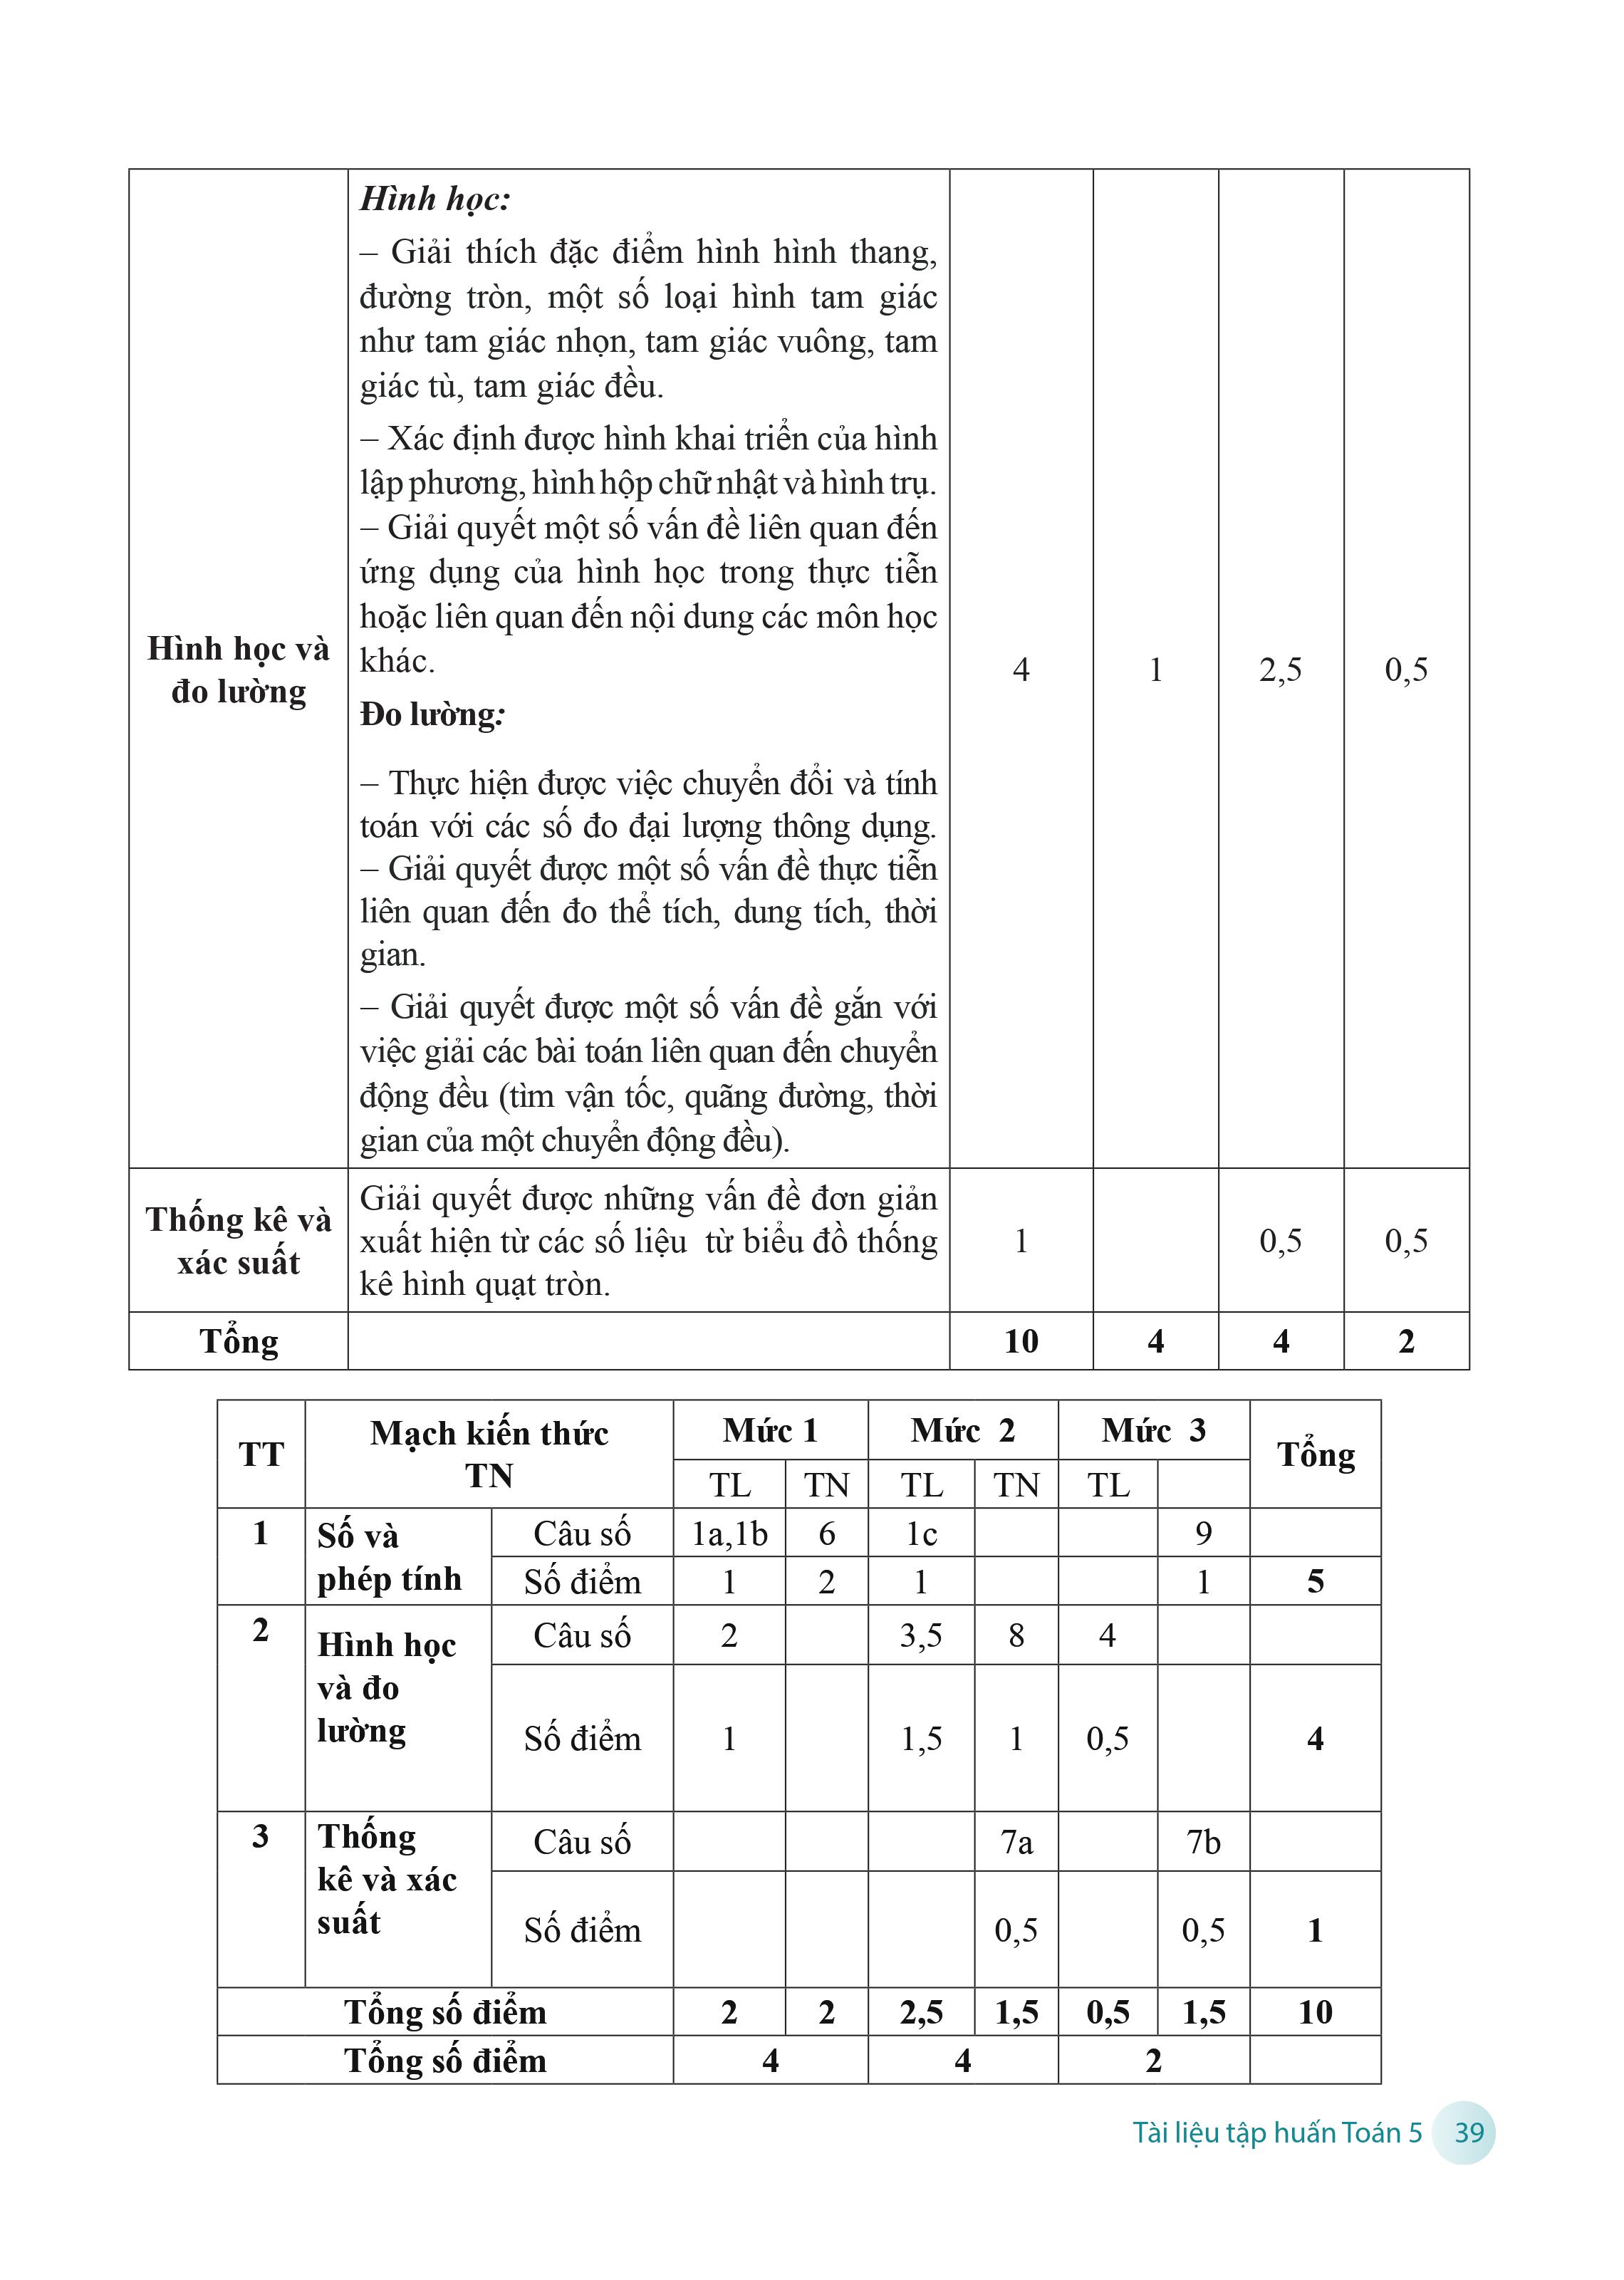 Hình học:
– Giải thích đặc điểm hình hình thang,
đường tròn, một số loại hình tam giác
như tam giác nhọn, tam giác vuông, tam
giác tù, tam giác đều.
– Xác định được hình khai triển của hình
lập phương, hình hộp chữ nhật và hình trụ.
– Giải quyết một số vấn đề liên quan đến
ứng dụng của hình học trong thực tiễn
hoặc liên quan đến nội dung các môn học
khác.
Hình học và
đo lường
4 1 2,5 0,5
Đo lường:
– Thực hiện được việc chuyển đổi và tính
toán với các số đo đại lượng thông dụng.
– Giải quyết được một số vấn đề thực tiễn
liên quan đến đo thể tích, dung tích, thời
gian.
– Giải quyết được một số vấn đề gắn với
việc giải các bài toán liên quan đến chuyển
động đều (tìm vận tốc, quãng đường, thời
gian của một chuyển động đều).
Thống kê và
xác suất
Giải quyết được những vấn đề đơn giản
xuất hiện từ các số liệu từ biểu đồ thống
kê hình quạt tròn.
1 0,5 0,5
Tổng 10 4 4 2
TT
Mạch kiến thức
TN
Mức 1 Mức 2 Mức 3
Tổng
TL TN TL TN TL
1
Số và
phép tính
Câu số 1a,1b 6 1c 9
Số điểm 1 2 1 1 5
2
Hình học
và đo
lường
Câu số 2 3,5 8 4
Số điểm 1 1,5 1 0,5 4
3
Thống
kê và xác
suất
Câu số 7a 7b
Số điểm 0,5 0,5 1
Tổng số điểm 2 2 2,5 1,5 0,5 1,5 10
Tổng số điểm 4 4 2
Tài liệu tập huấn Toán 5 39